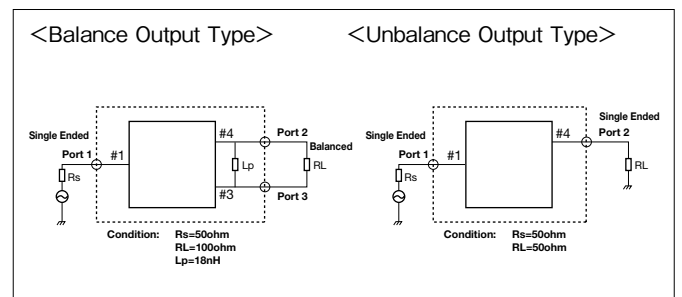 <Balance Output Type>
Single Ended
Port 1
#1
Rs
#4
Port 2
Balanced
Lp
RL
#3
Port 3
Condition: Rs=50ohm
RL=100ohm
Lp=18nH
<Unbalance Output Type>
Single Ended
Port 1
#1
Rs
#4
Single Ended
Port 2
RL
Condition: Rs=50ohm
RL=50ohm